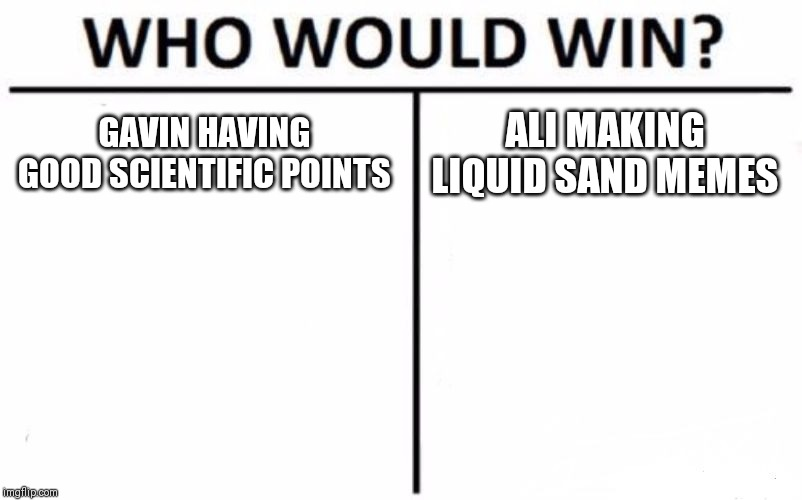 WHO WOULD WIN?
GAVIN HAVING
GOOD SCIENTIFIC POINTS
ALI MAKING
LIQUID SAND MEMES
imgflip.com